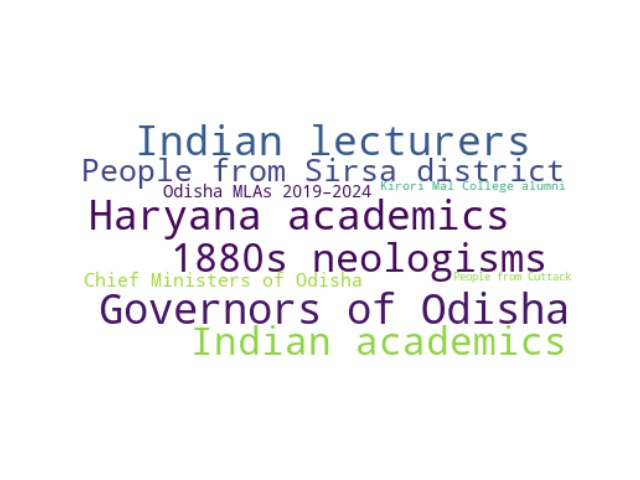 Indian lecturers
People from Sirsa district
Kirori Mal College alumni
Odisha MLAs 2019–2024
Haryana academics
1880s neologisms
People from Cuttack
Chief Ministers of Odisha
Governors of Odisha
Indian academics